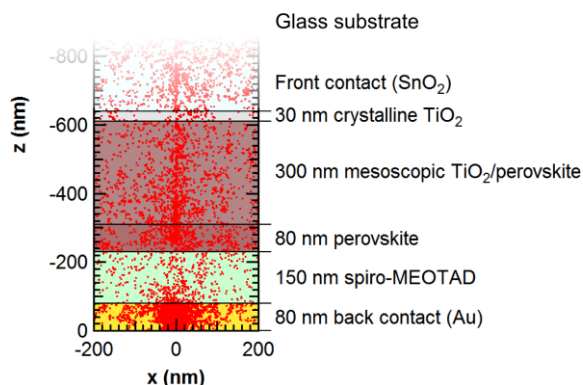 Glass substrate
-800
Front contact (SnO₂)
-600
30 nm crystalline TiO₂
z (nm)
300 nm mesoscopic TiO₂/perovskite
-400
80 nm perovskite
-200
150 nm spiro-MEOTAD
80 nm back contact (Au)
0
-200 0 200
x (nm)